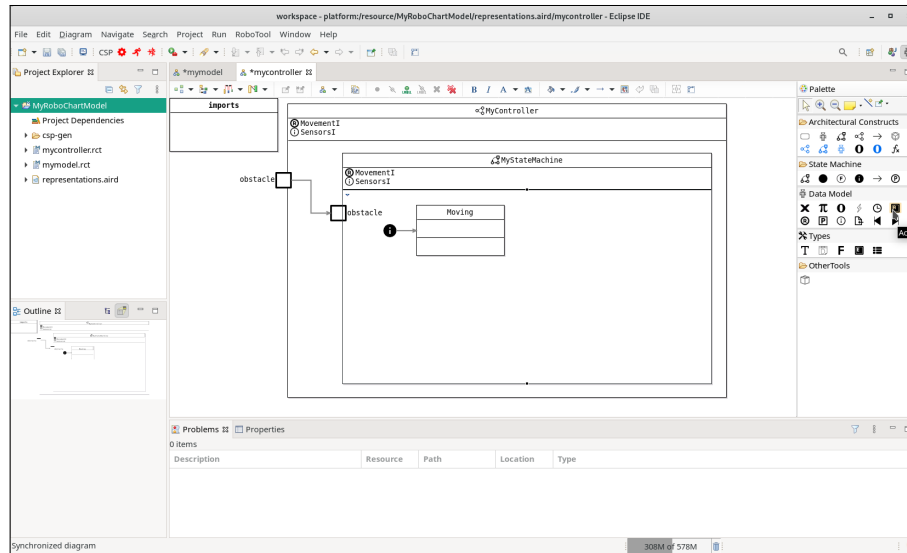 workspace - platform:/resource/MyRoboChartModel/representations.aird/mycontroller - Eclipse IDE
File Edit Diagram Navigate Search Project Run RoboTool Window Help
CSP
Project Explorer
*mymodel
*mycontroller
B I A
MyRoboChartModel
Project Dependencies
csp-gen
mycontroller.rct
mymodel.rct
representations.aird
imports
MyController
R MovementI
i SensorsI
MyStateMachine
R MovementI
i SensorsI
obstacle
obstacle
Moving
i
Palette
Architectural Constructs
O O fx
State Machine
F i P
Data Model
X π O
R P i
Ac
Types
T F
OtherTools
Outline
Problems
Properties
0 items
Description Resource Path Location Type
Synchronized diagram
308M of 578M